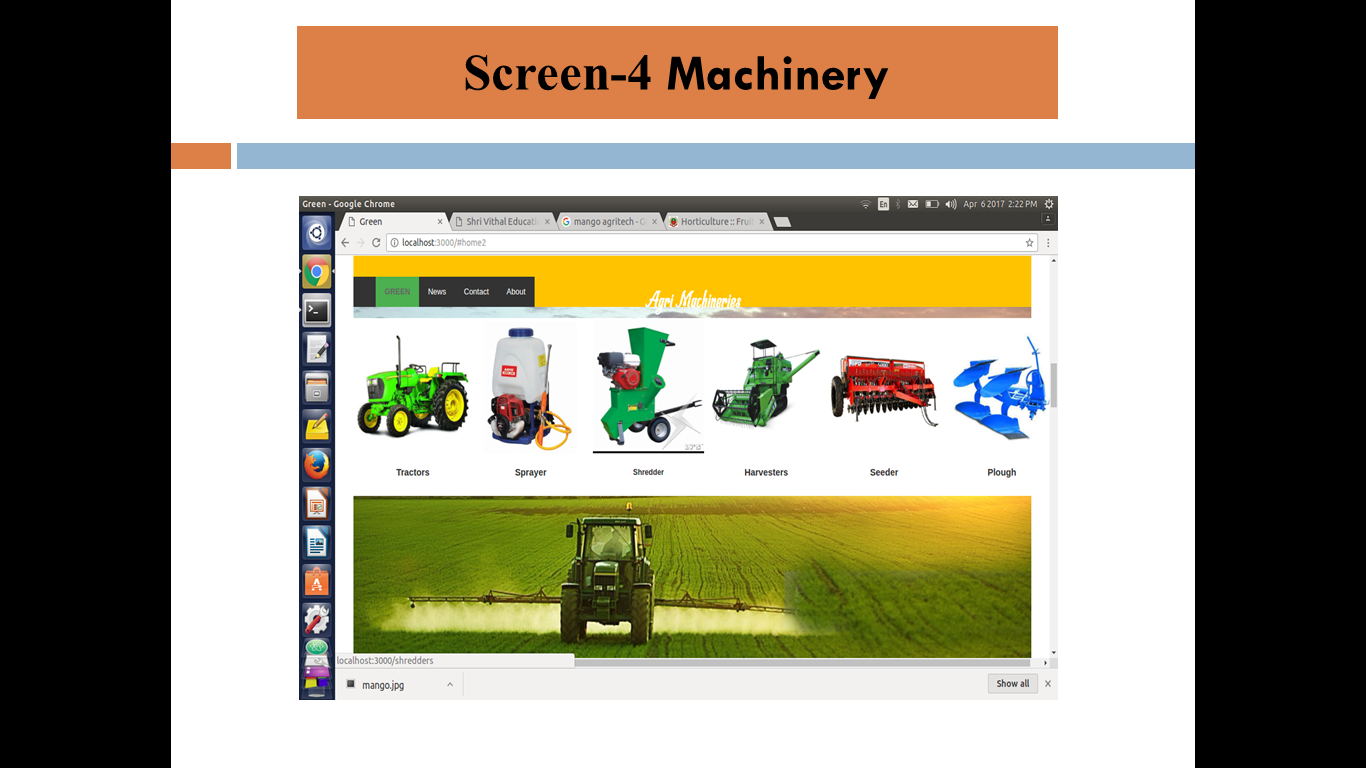 Screen-4 Machinery
Green - Google Chrome
En
Apr 6 2017 2:22 PM
Green
Shri Vithal Educati
mango agritech - G
Horticulture :: Fruit
localhost:3000/#home2
GREEN
News
Contact
About
Agri Machineries
Tractors
Sprayer
Shredder
Harvesters
Seeder
Plough
localhost:3000/shredders
mango.jpg
Show all